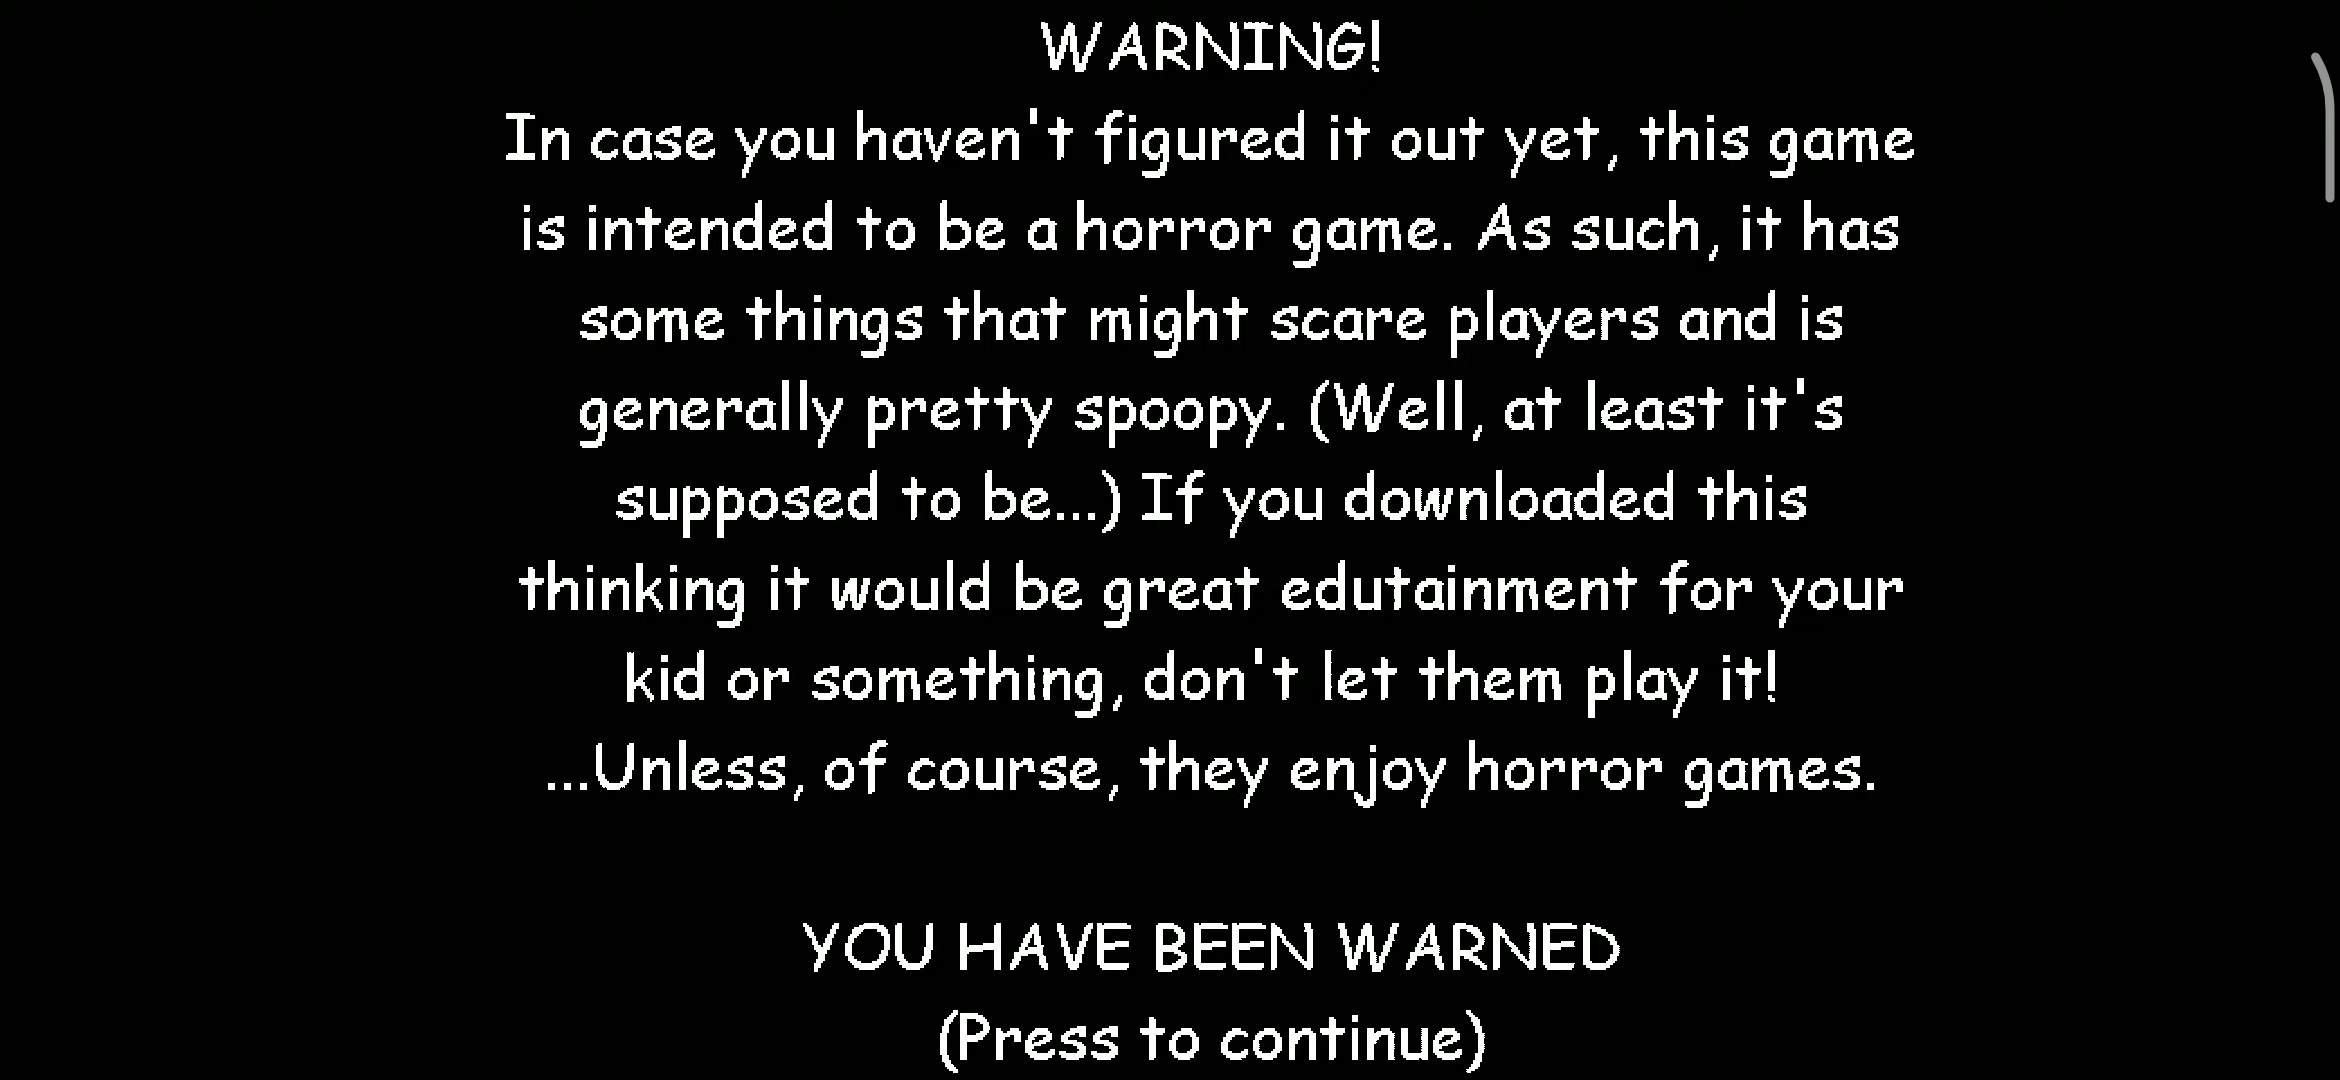 WARNING!
In case you haven't figured it out yet, this game
is intended to be a horror game. As such, it has
some things that might scare players and is
generally pretty spoopy. (Well, at least it's
supposed to be...) If you downloaded this
thinking it would be great edutainment for your
kid or something, don't let them play it!
...Unless, of course, they enjoy horror games.
YOU HAVE BEEN WARNED
(Press to continue)